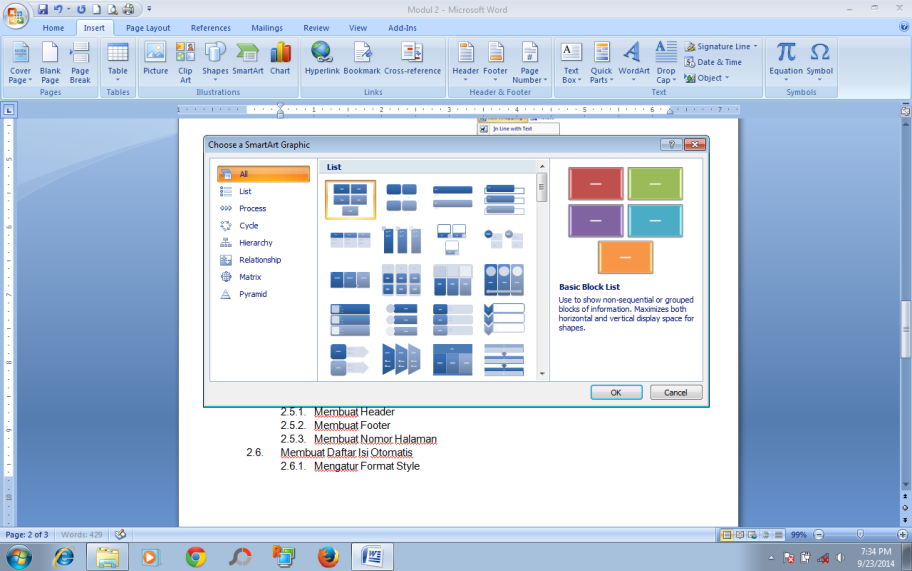 Modul 2 - Microsoft Word
Home Insert Page Layout References Mailings Review View Add-Ins
Cover Page Blank Page Page Break Table Picture Clip Art Shapes SmartArt Chart Hyperlink Bookmark Cross-reference Header Footer Page Number Text Box Quick Parts WordArt Drop Cap Signature Line Date & Time Object Equation Symbol
Pages Tables Illustrations Links Header & Footer Text Symbols
In Line with Text
Choose a SmartArt Graphic
All
List
Process
Cycle
Hierarchy
Relationship
Matrix
Pyramid
List
Basic Block List
Use to show non-sequential or grouped
blocks of information. Maximizes both
horizontal and vertical display space for
shapes.
OK Cancel
2.5.1. Membuat Header
2.5.2. Membuat Footer
2.5.3. Membuat Nomor Halaman
2.6. Membuat Daftar Isi Otomatis
2.6.1. Mengatur Format Style
Page: 2 of 3 Words: 429 99%
7:34 PM
9/23/2014